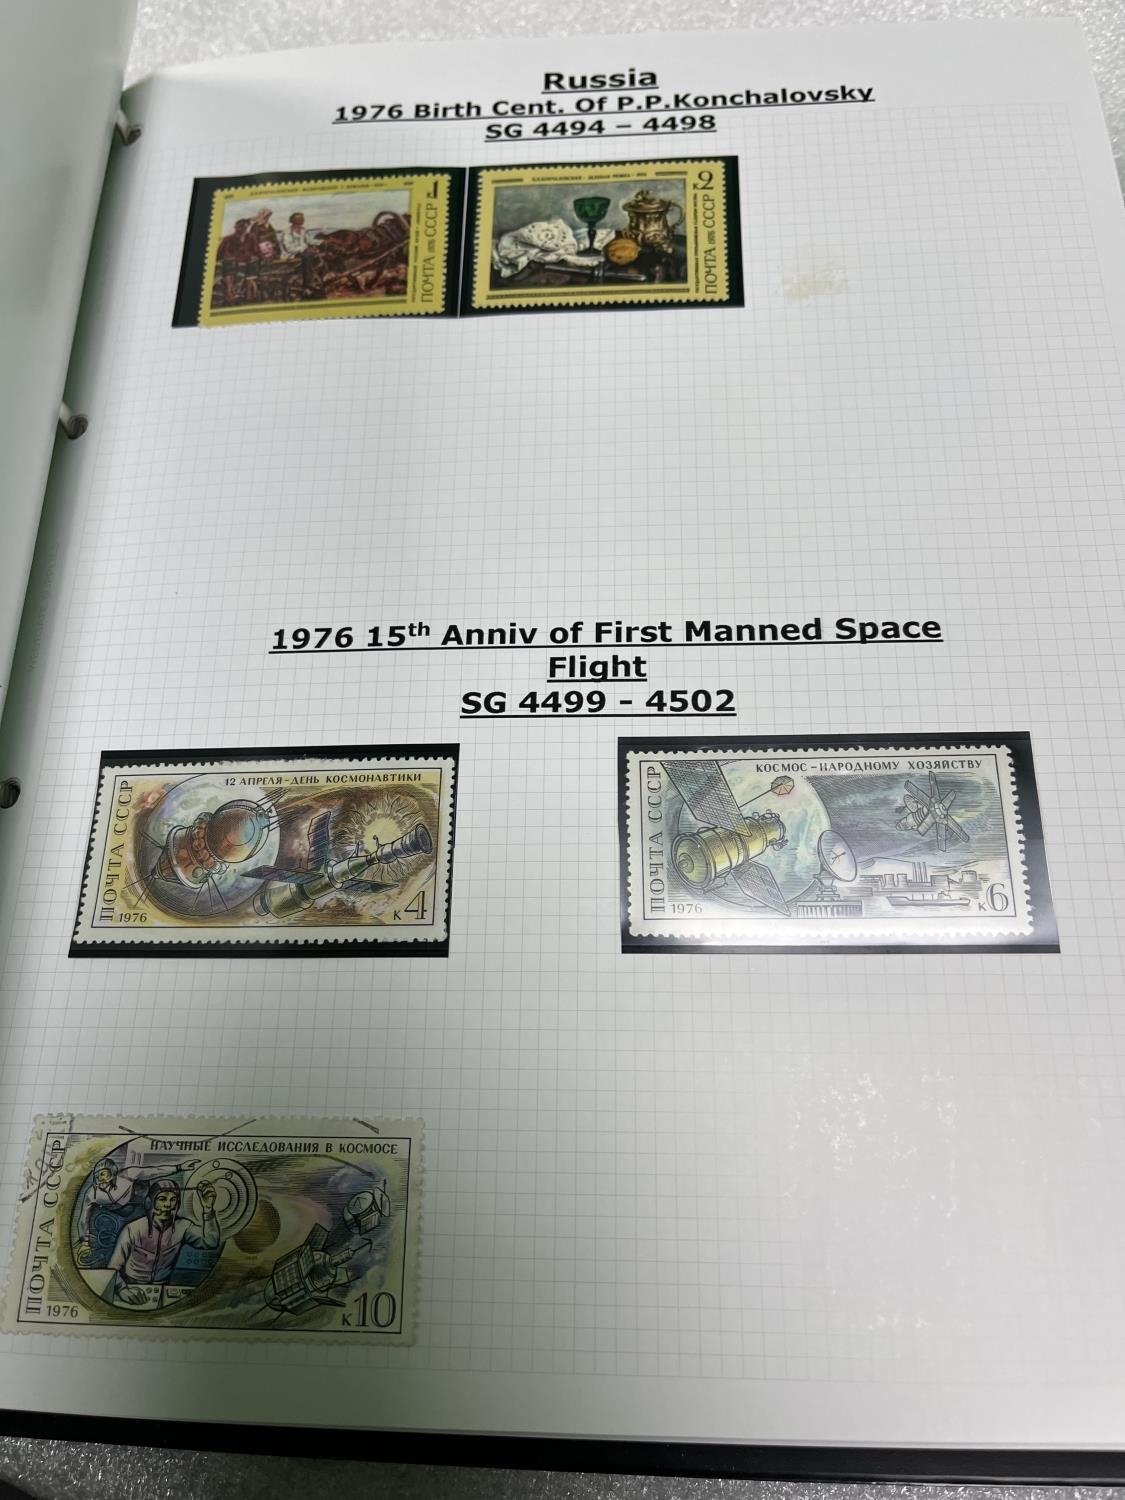 Russia
1976 Birth Cent. Of P.P.Konchalovsky
SG 4494 – 4498
к1
ПОЧТА 1976 СССР
к2
ПОЧТА 1976 СССР
1976 15th Anniv of First Manned Space
Flight
SG 4499 - 4502
12 АПРЕЛЯ-ДЕНЬ КОСМОНАВТИКИ
ПОЧТА СССР
1976
к4
КОСМОС-НАРОДНОМУ ХОЗЯЙСТВУ
ПОЧТА СССР
1976
к6
НАУЧНЫЕ ИССЛЕДОВАНИЯ В КОСМОСЕ
ПОЧТА СССР
1976
к10